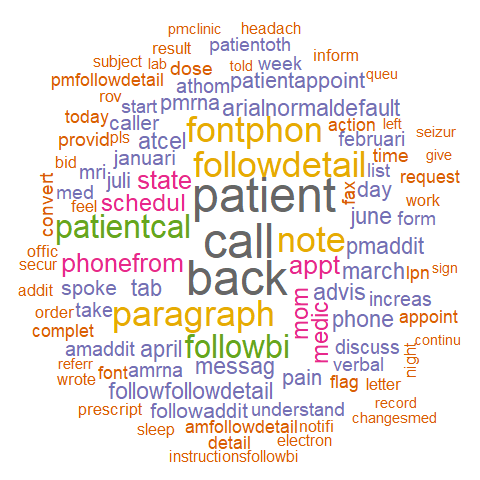 pmclinic headach
result patientoth inform
subject lab told week queu
pmfollowdetail dose athom patientappoint
rov start pmrna arialnormaldefault
today caller fontphon action left seizur
provid pls atcel februari
bid januari followdetail time give
mri juli state patient list request
convert med schedul .fax day work
feel patientcal call note june form
offic phonefrom back appt pmaddit
secur spoke tab mom march lpn sign
addit take paragraph medic advis increas
order phone appoint
complet amaddit april followbi discuss continu
referr font amrna messag verbal night
wrote followfollowdetail pain flag letter
prescript followaddit understand record
sleep amfollowdetail notifi changesmed
detail electron
instructionsfollowbi